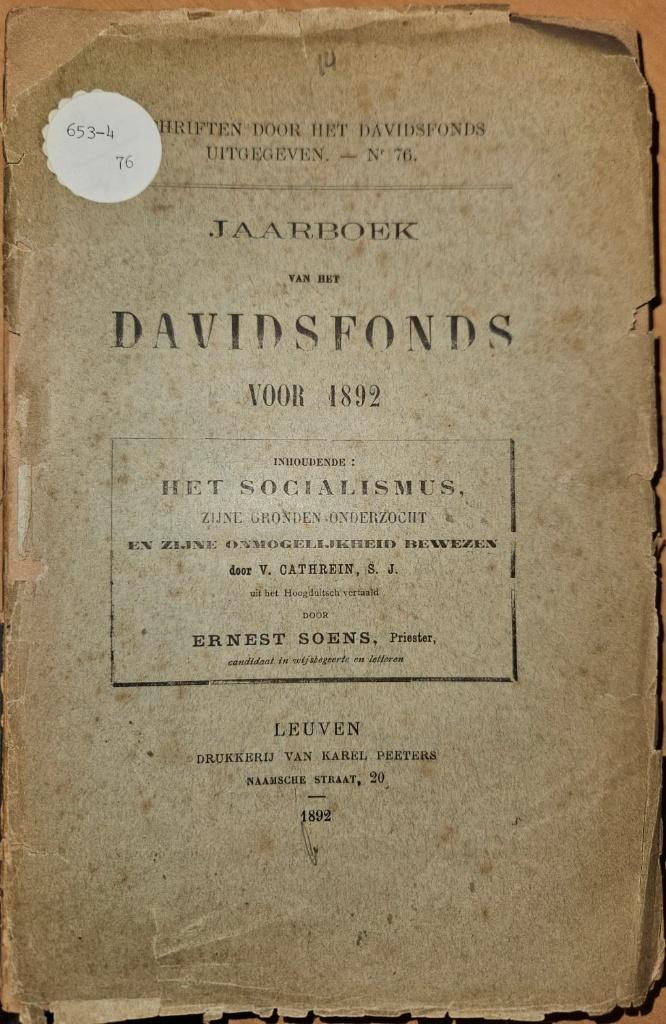 14
653-4
76
HRIFTEN DOOR HET DAVIDSFONDS
UITGEGEVEN. — Nr 76.
JAARBOEK
VAN HET
DAVIDSFONDS
VOOR 1892
INHOUDENDE :
HET SOCIALISMUS,
ZIJNE GRONDEN ONDERZOCHT
EN ZIJNE ONMOGELIJKHEID BEWEZEN
door V. CATHREIN, S. J.
uit het Hoogduitsch vertaald
DOOR
ERNEST SOENS, Priester,
candidaat in wijsbegeerte en letteren
LEUVEN
DRUKKERIJ VAN KAREL PEETERS
NAAMSCHE STRAAT, 20
1892